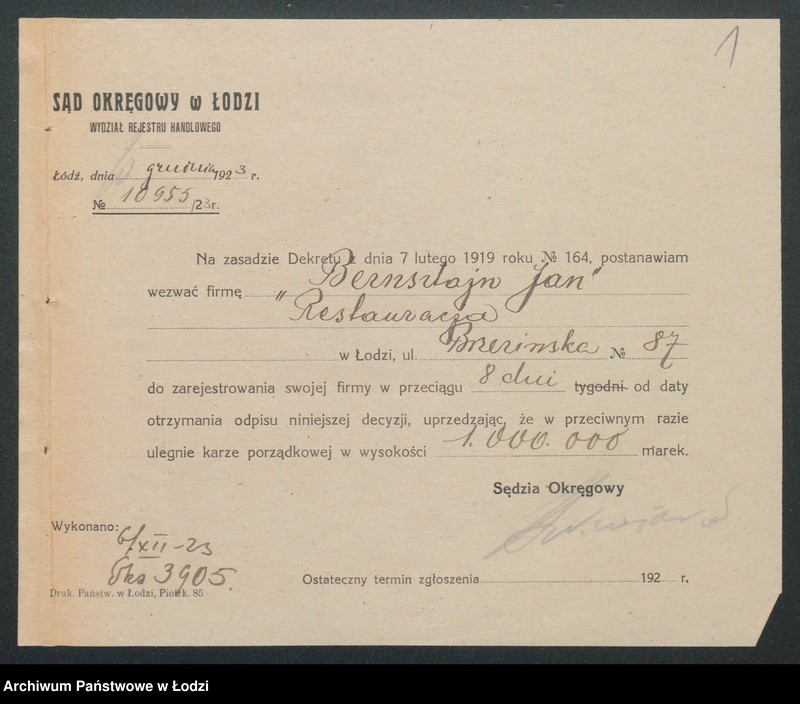 1
SĄD OKRĘGOWY w ŁODZI
WYDZIAŁ REJESTRU HANDLOWEGO
Łódź, dnia grudnia 1923 r.
№ 10955/23r.
Na zasadzie Dekretu z dnia 7 lutego 1919 roku № 164, postanawiam
wezwać firmę Bernsztajn Jan"
"Restauracja
w Łodzi, ul. Brzezinska № 87
do zarejestrowania swojej firmy w przeciągu 8 dni tygodni od daty
otrzymania odpisu niniejszej decyzji, uprzedzając, że w przeciwnym razie
ulegnie karze porządkowej w wysokości 1.000.000 marek.
Sędzia Okręgowy
Wykonano:
6/XII-23
3905.
Ostateczny termin zgłoszenia 192 r.
Druk. Państw. w Łodzi, Piotrk. 85
Archiwum Państwowe w Łodzi